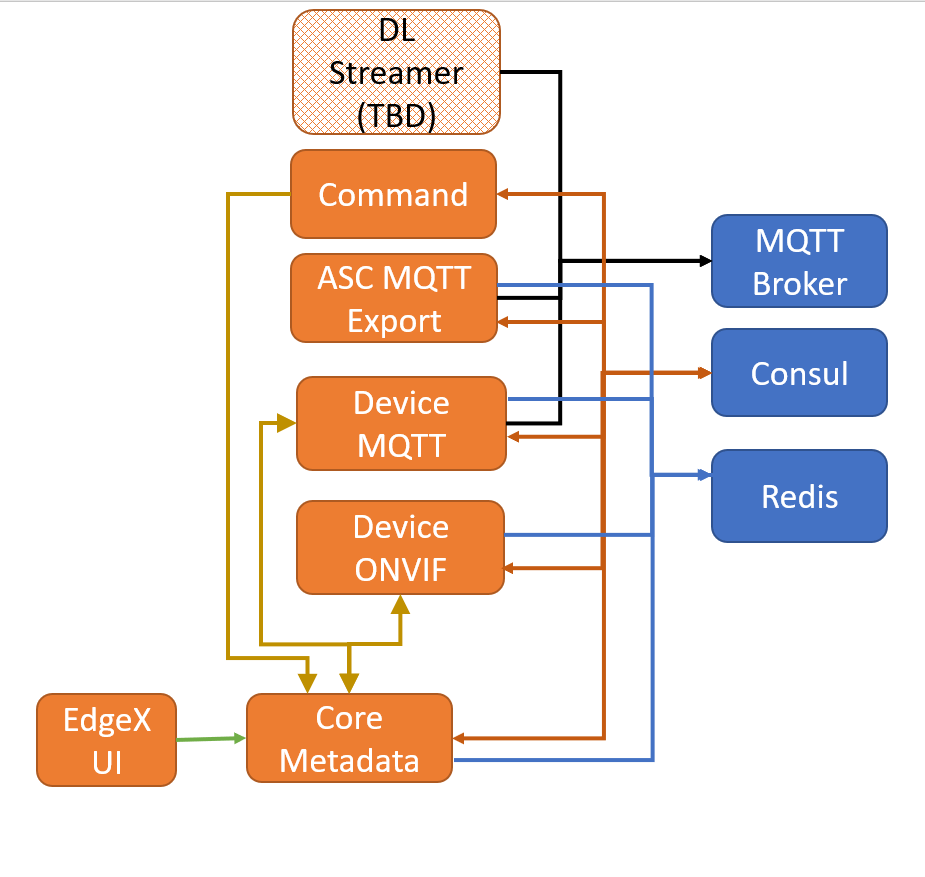 DL
Streamer
(TBD)
Command
ASC MQTT
Export
Device
MQTT
Device
ONVIF
Core
Metadata
EdgeX
UI
MQTT
Broker
Consul
Redis